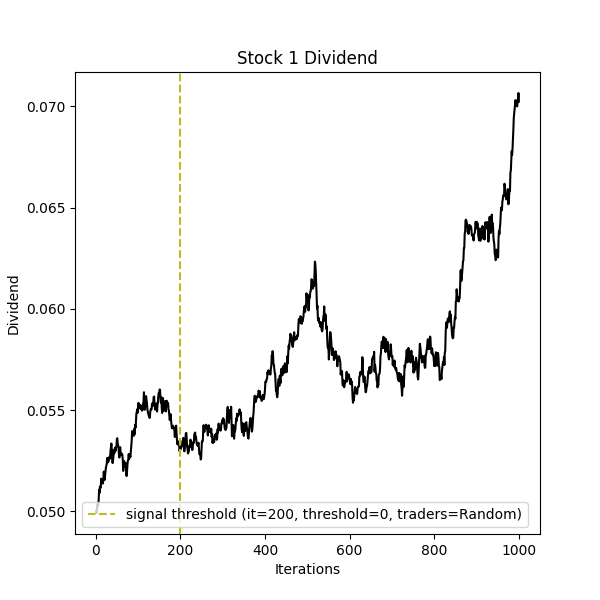 Stock 1 Dividend
Dividend
0.070
0.065
0.060
0.055
0.050
signal threshold (it=200, threshold=0, traders=Random)
0 200 400 600 800 1000
Iterations